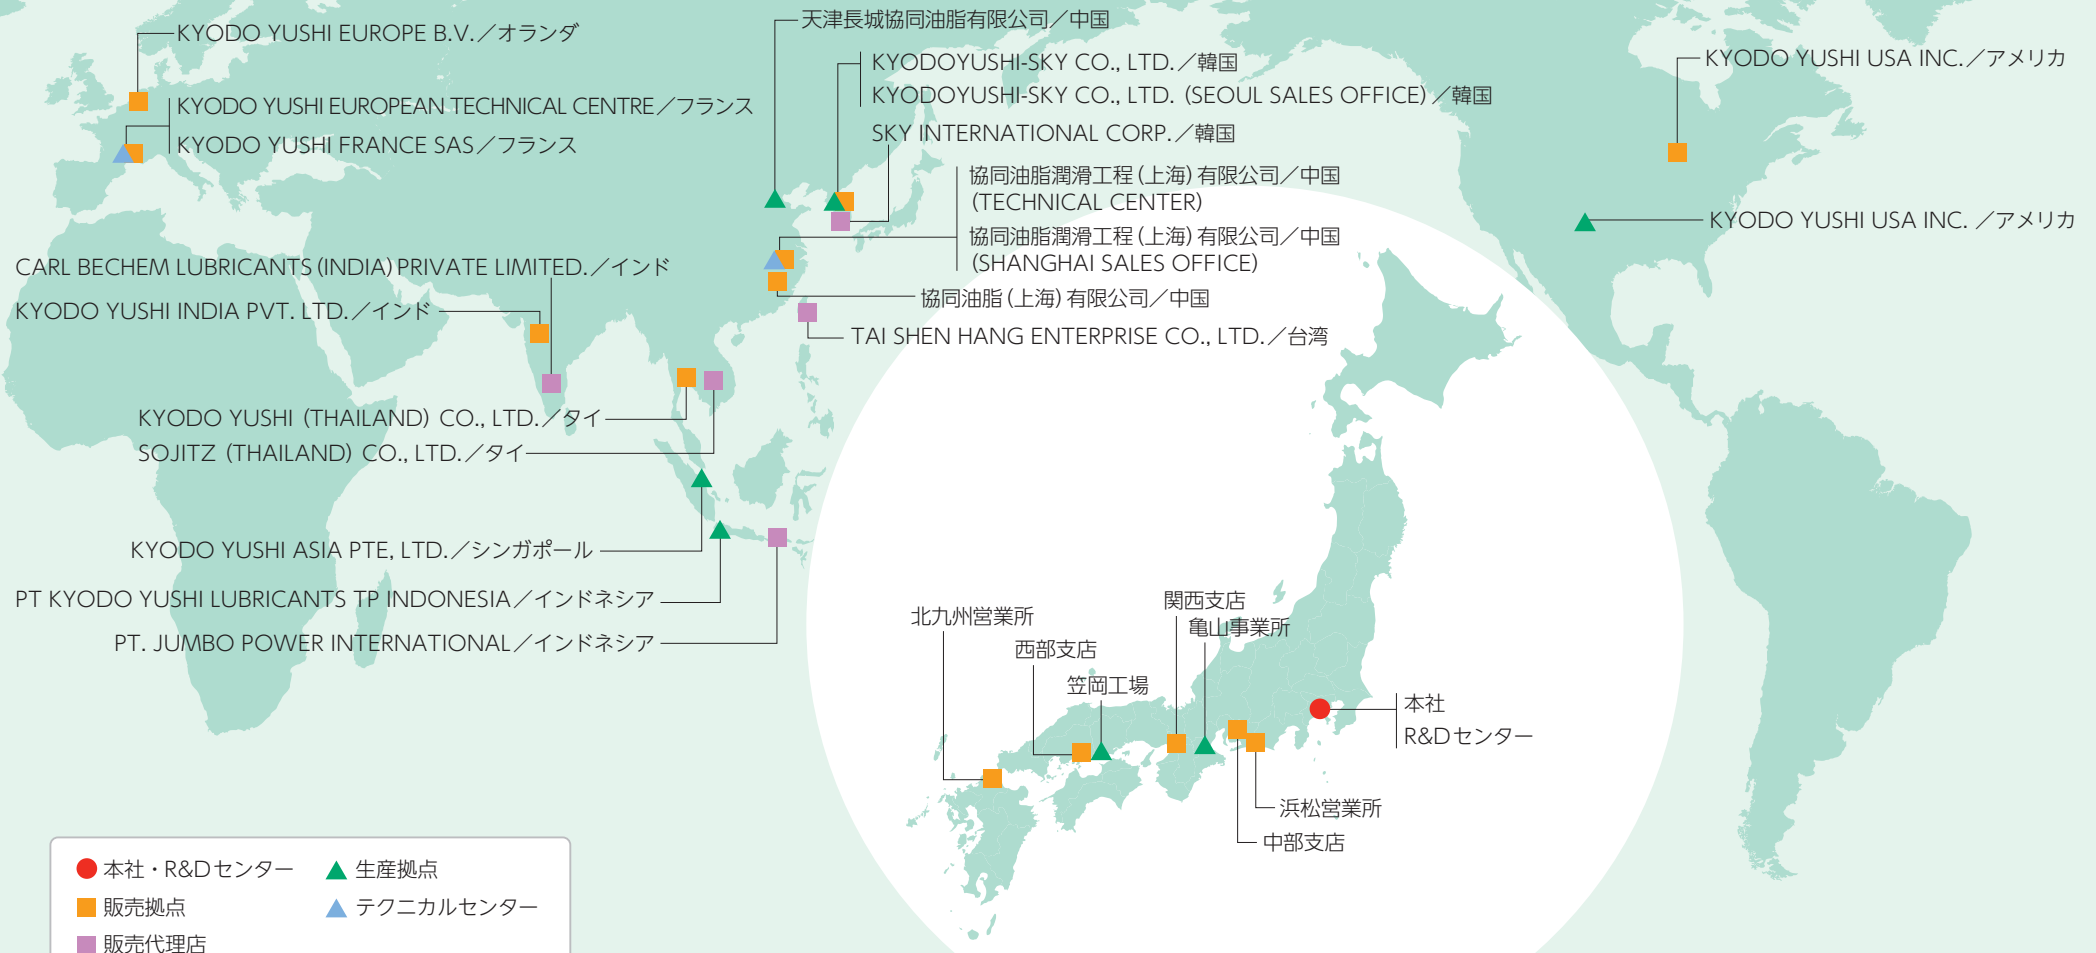 KYODO YUSHI EUROPE B.V.／オランダ
KYODO YUSHI EUROPEAN TECHNICAL CENTRE／フランス
KYODO YUSHI FRANCE SAS／フランス
天津長城協同油脂有限公司／中国
KYODOYUSHI-SKY CO., LTD.／韓国
KYODOYUSHI-SKY CO., LTD. (SEOUL SALES OFFICE)／韓国
SKY INTERNATIONAL CORP.／韓国
協同油脂潤滑工程(上海)有限公司／中国
(TECHNICAL CENTER)
協同油脂潤滑工程(上海)有限公司／中国
(SHANGHAI SALES OFFICE)
協同油脂(上海)有限公司／中国
TAI SHEN HANG ENTERPRISE CO., LTD.／台湾
KYODO YUSHI USA INC.／アメリカ
KYODO YUSHI USA INC. ／アメリカ
CARL BECHEM LUBRICANTS (INDIA) PRIVATE LIMITED.／インド
KYODO YUSHI INDIA PVT. LTD.／インド
KYODO YUSHI (THAILAND) CO., LTD.／タイ
SOJITZ (THAILAND) CO., LTD.／タイ
KYODO YUSHI ASIA PTE, LTD.／シンガポール
PT KYODO YUSHI LUBRICANTS TP INDONESIA／インドネシア
PT. JUMBO POWER INTERNATIONAL／インドネシア
北九州営業所
西部支店
笠岡工場
関西支店
亀山事業所
本社
R&Dセンター
浜松営業所
中部支店
本社・R&Dセンター
生産拠点
販売拠点
テクニカルセンター
販売代理店